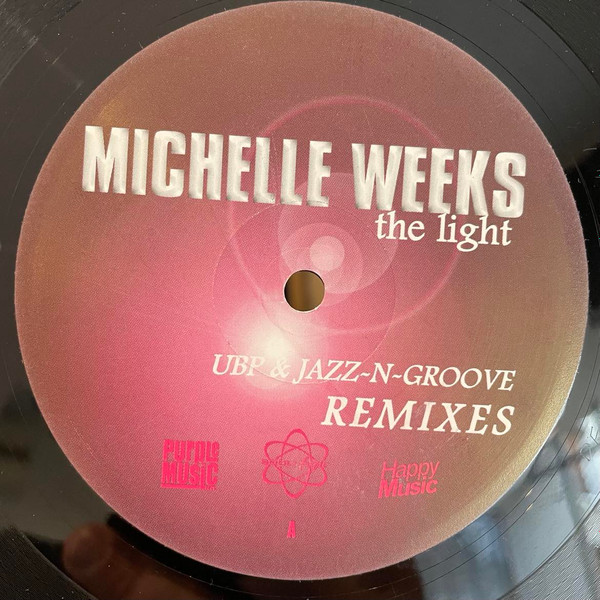 MICHELLE WEEKS
the light
UBP & JAZZ~N~GROOVE
REMIXES
PURPLE
MUSIC
Happy
Music
A